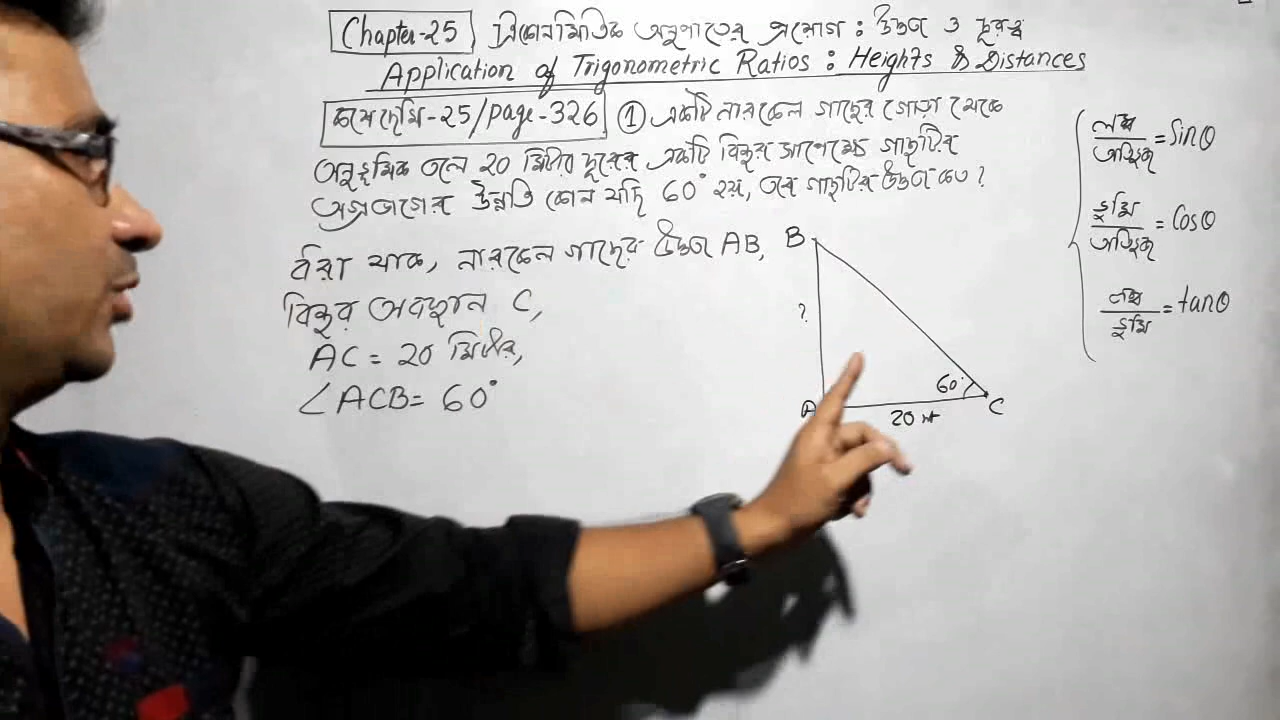 Chapter-25 ত্রিকোনমিতিক অনুপাতের প্রয়োগ : উচ্চতা ও দূরত্ব
Application of Trigonometric Ratios : Heights & Distances
কষে দেখি-25/page-326 ① একটি নারকেল গাছের গোড়া থেকে
অনুভূমিক তলে 20 মিটার দূরের একটি বিন্দুর সাপেক্ষে গাছটির
অগ্রভাগের উন্নতি কোন যদি 60° হয়, তবে গাছটির উচ্চতা কত ?
ধরা যাক, নারকেল গাছের উচ্চতা AB,
বিন্দুর অবস্থান C,
AC = 20 মিটার,
∠ACB = 60°
B
?
A
60°
C
20 মি
লম্ব/অতিভুজ = Sinθ
ভূমি/অতিভুজ = Cosθ
লম্ব/ভূমি = tanθ